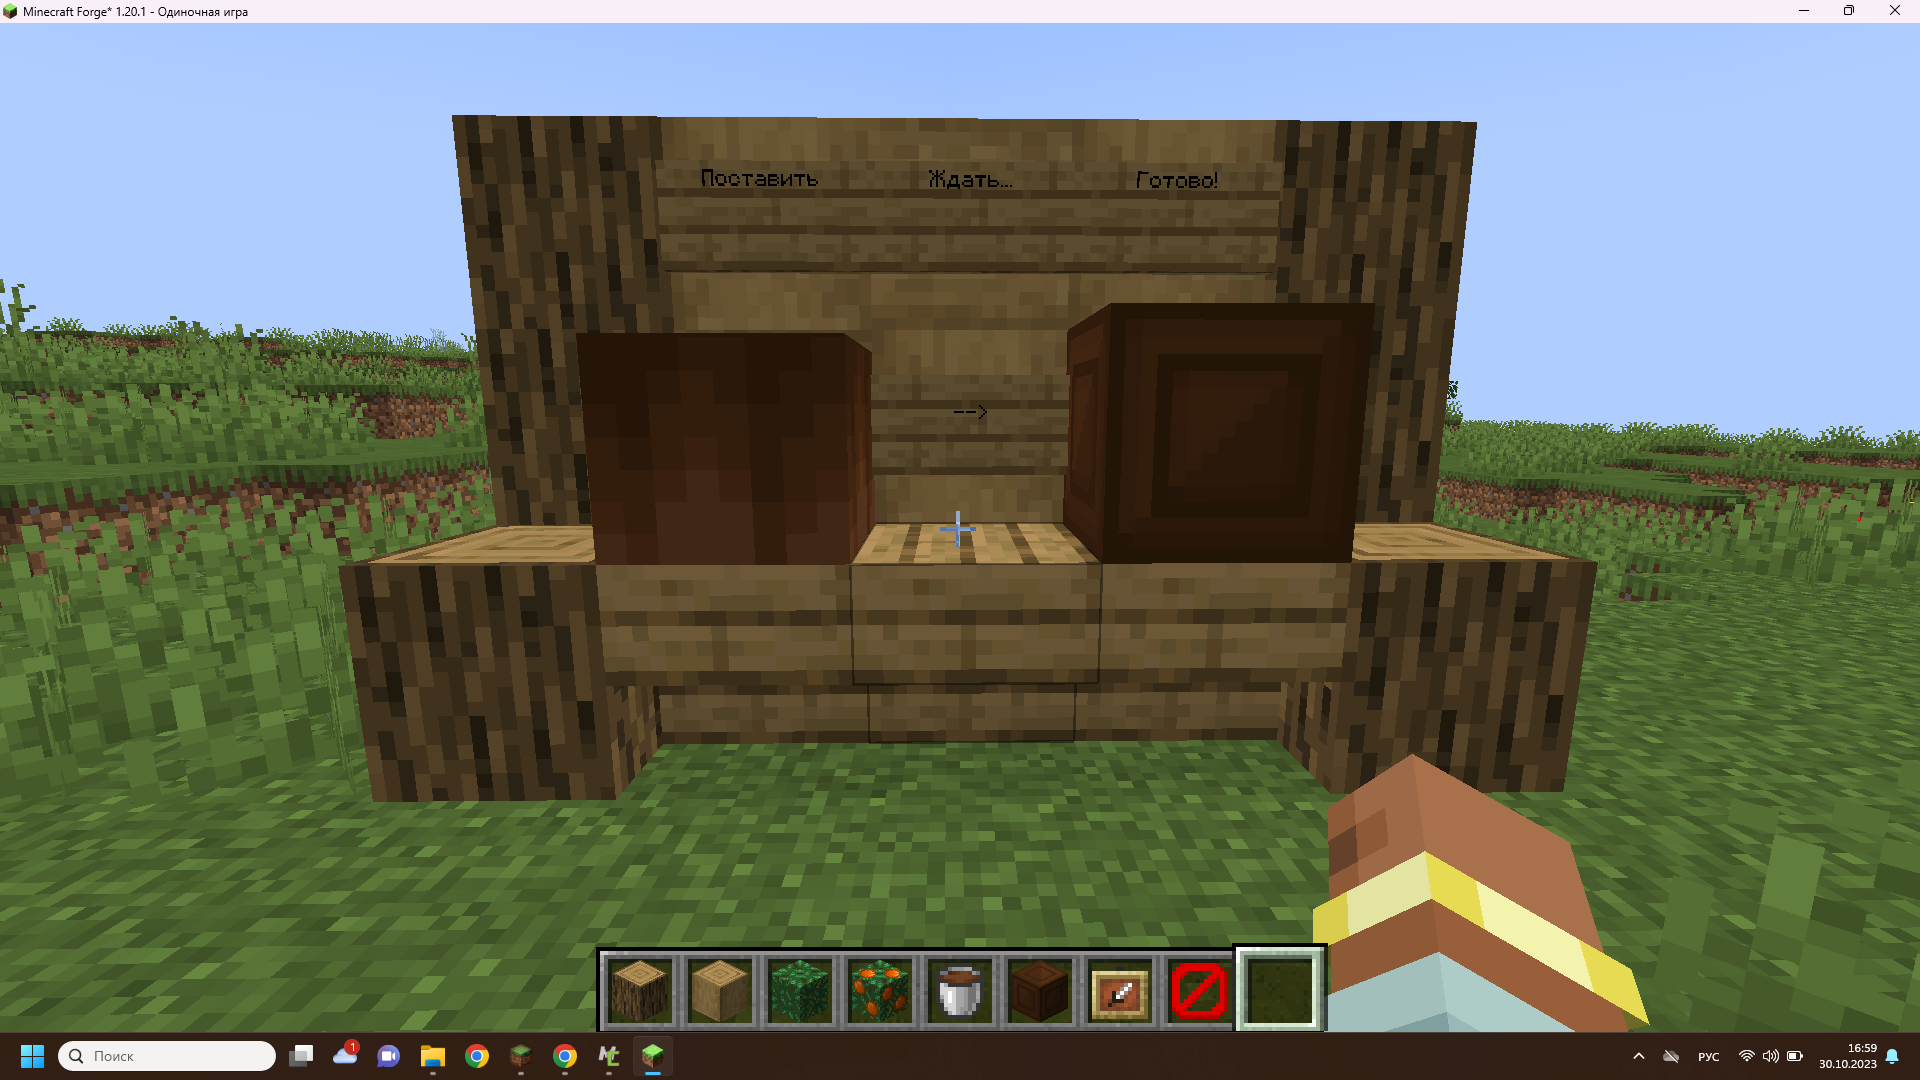 Minecraft Forge* 1.20.1 - Одиночная игра
Поставить
Ждать...
Готово!
-->
Поиск
1
РУС
16:59
30.10.2023